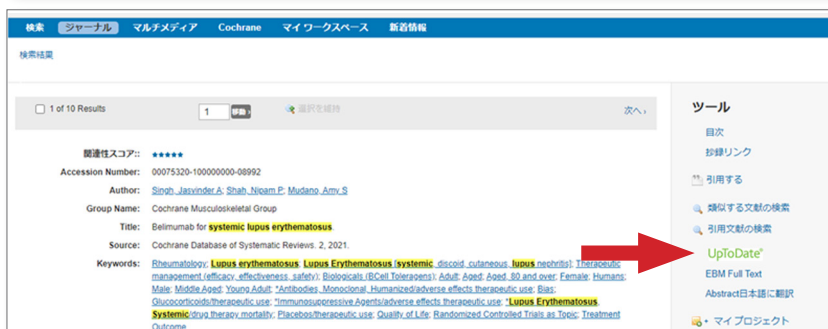 検索 ジャーナル マルチメディア Cochrane マイ ワークスペース 新着情報
検索結果
1 of 10 Results 1 移動 選択を維持 次へ ›
関連性スコア:: ★★★★★
Accession Number: 00075320-100000000-08992
Author: Singh, Jasvinder A; Shah, Nipam P; Mudano, Amy S
Group Name: Cochrane Musculoskeletal Group
Title: Belimumab for systemic lupus erythematosus.
Source: Cochrane Database of Systematic Reviews. 2, 2021.
Keywords: Rheumatology; Lupus erythematosus; Lupus Erythematosus [systemic, discoid, cutaneous, lupus nephritis]; Therapeutic
management (efficacy, effectiveness, safety); Biologicals (BCell Toleragens); Adult; Aged; Aged, 80 and over; Female; Humans;
Male; Middle Aged; Young Adult; *Antibodies, Monoclonal, Humanized/adverse effects therapeutic use; Bias;
Glucocorticoids/therapeutic use; *Immunosuppressive Agents/adverse effects therapeutic use; *Lupus Erythematosus,
Systemic/drug therapy mortality; Placebos/therapeutic use; Quality of Life; Randomized Controlled Trials as Topic; Treatment
Outcome
ツール
目次
抄録リンク
引用する
類似する文献の検索
引用文献の検索
UpToDate®
EBM Full Text
Abstract日本語に翻訳
マイ プロジェクト